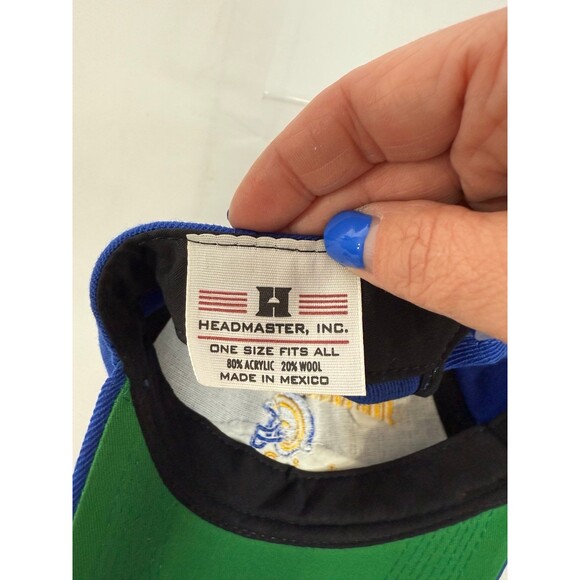 H
HEADMASTER, INC.
ONE SIZE FITS ALL
80% ACRYLIC 20% WOOL
MADE IN MEXICO